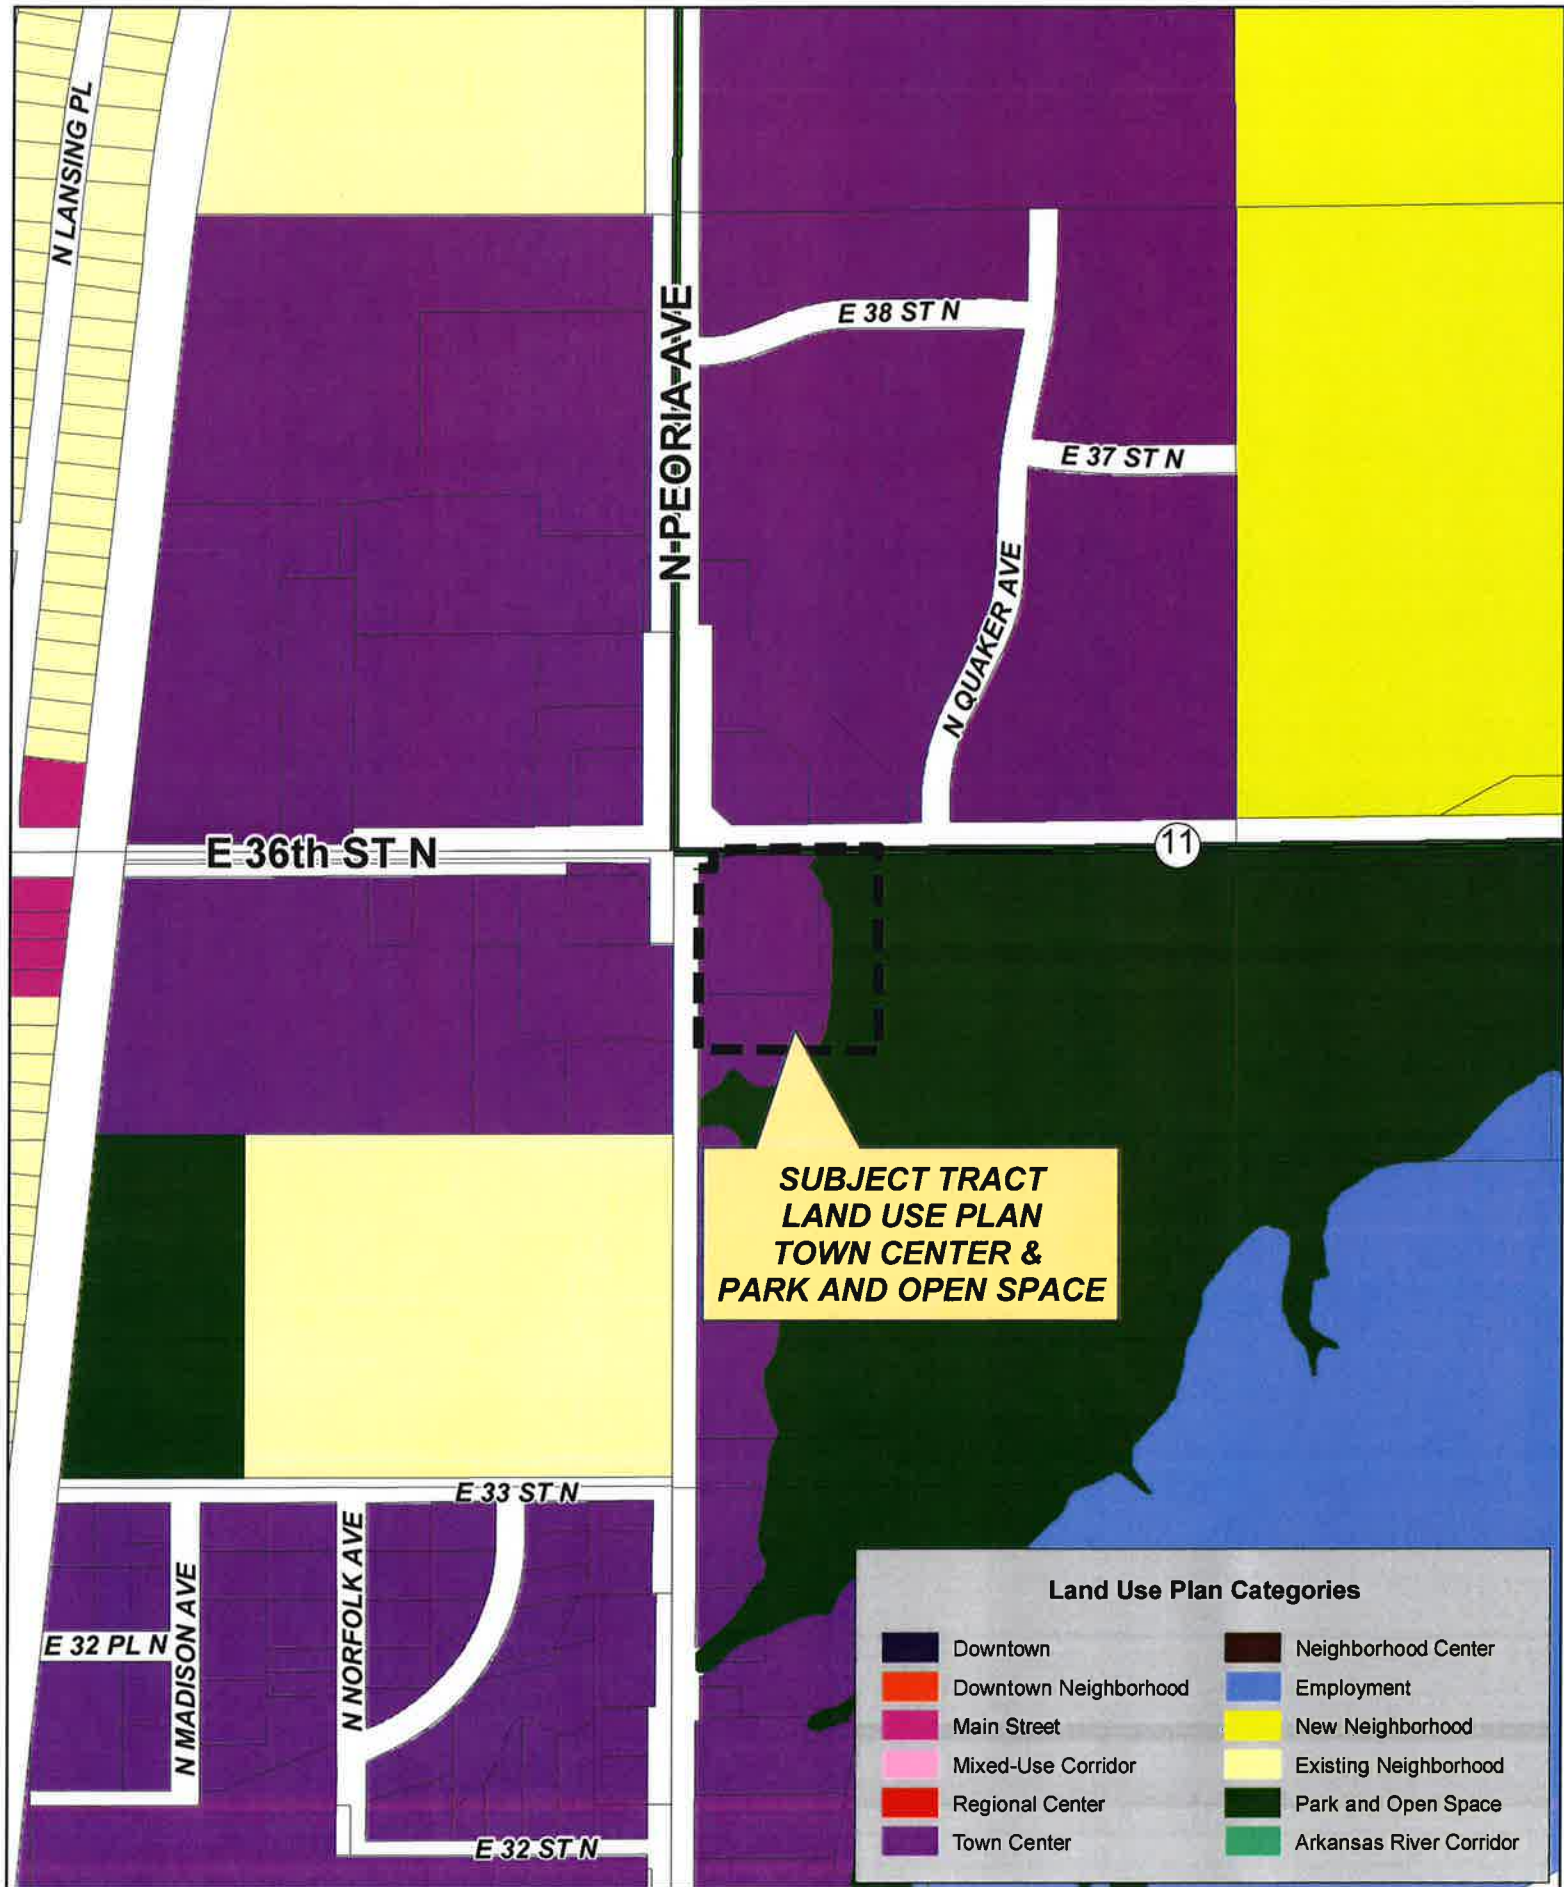 N LANSING PL
N PEORIA AVE
E 38 ST N
E 37 ST N
N QUAKER AVE
E 36th ST N
11
SUBJECT TRACT
LAND USE PLAN
TOWN CENTER &
PARK AND OPEN SPACE
E 33 ST N
N NORFOLK AVE
N MADISON AVE
E 32 PL N
E 32 ST N
Land Use Plan Categories
Downtown
Downtown Neighborhood
Main Street
Mixed-Use Corridor
Regional Center
Town Center
Neighborhood Center
Employment
New Neighborhood
Existing Neighborhood
Park and Open Space
Arkansas River Corridor